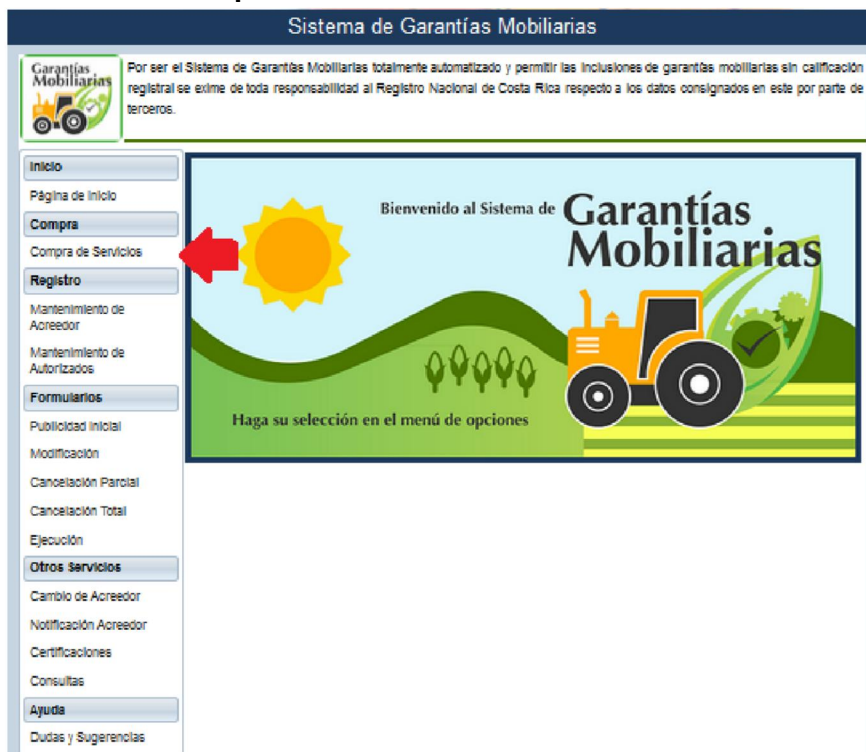 Sistema de Garantías Mobiliarias
Garantías
Mobiliarias
Por ser el Sistema de Garantías Mobiliarias totalmente automatizado y permitir las inclusiones de garantías mobiliarias sin calificación
registral se exime de toda responsabilidad al Registro Nacional de Costa Rica respecto a los datos consignados en este por parte de
terceros.
Inicio
Página de Inicio
Compra
Compra de Servicios
Registro
Mantenimiento de
Acreedor
Mantenimiento de
Autorizados
Formularios
Publicidad Inicial
Modificación
Cancelación Parcial
Cancelación Total
Ejecución
Otros Servicios
Cambio de Acreedor
Notificación Acreedor
Certificaciones
Consultas
Ayuda
Dudas y Sugerencias
Bienvenido al Sistema de Garantías
Mobiliarias
Haga su selección en el menú de opciones